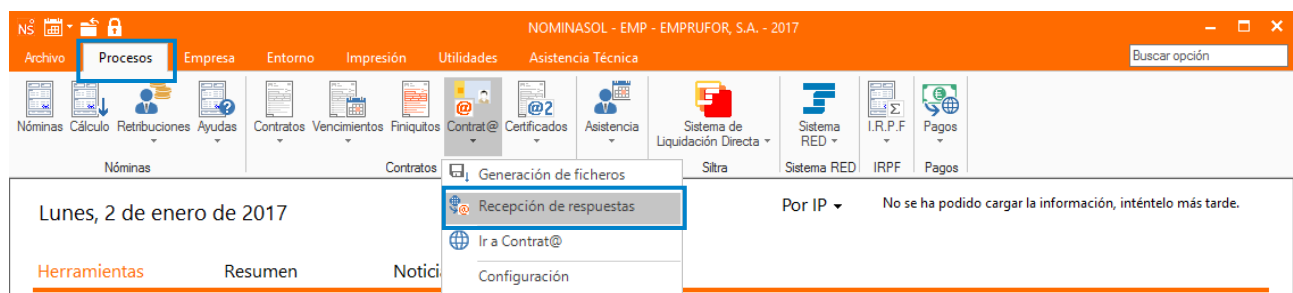 NS NOMINASOL - EMP - EMPRUFOR, S.A. - 2017
Archivo Procesos Empresa Entorno Impresión Utilidades Asistencia Técnica Buscar opción
Nóminas Cálculo Retribuciones Ayudas Contratos Vencimientos Finiquitos Contrat@ Certificados Asistencia Sistema de Liquidación Directa Sistema RED I.R.P.F Pagos
Nóminas Contratos Siltra Sistema RED IRPF Pagos
Generación de ficheros
Recepción de respuestas
Ir a Contrat@
Configuración
Lunes, 2 de enero de 2017 Por IP No se ha podido cargar la información, inténtelo más tarde.
Herramientas Resumen Notici